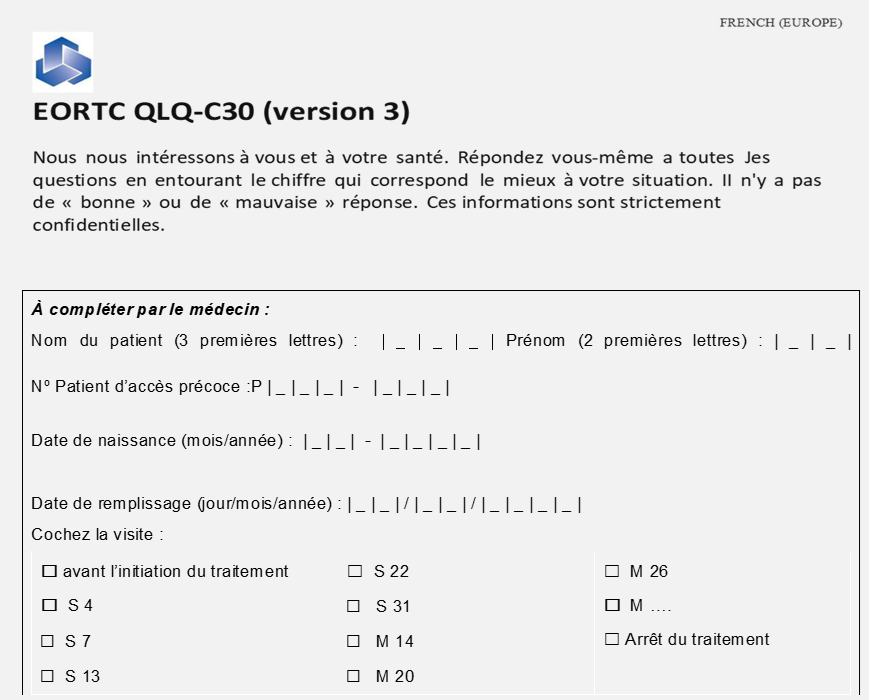 FRENCH (EUROPE)
EORTC QLQ-C30 (version 3)
Nous nous intéressons à vous et à votre santé. Répondez vous-même a toutes Jes
questions en entourant le chiffre qui correspond le mieux à votre situation. II n'y a pas
de « bonne » ou de « mauvaise » réponse. Ces informations sont strictement
confidentielles.
À compléter par le médecin :
Nom du patient (3 premières lettres) : | _ | _ | _ | Prénom (2 premières lettres) : | _ | _ |
Nº Patient d'accès précoce :P | _ | _ | _ | - | _ | _ | _ |
Date de naissance (mois/année) : | _ | _ | - | _ | _ | _ | _ |
Date de remplissage (jour/mois/année) : | _ | _ | / | _ | _ | / | _ | _ | _ | _ |
Cochez la visite :
☐ avant l'initiation du traitement ☐ S 22 ☐ M 26
☐ S 4 ☐ S 31 ☐ M ....
☐ S 7 ☐ M 14 ☐ Arrêt du traitement
☐ S 13 ☐ M 20